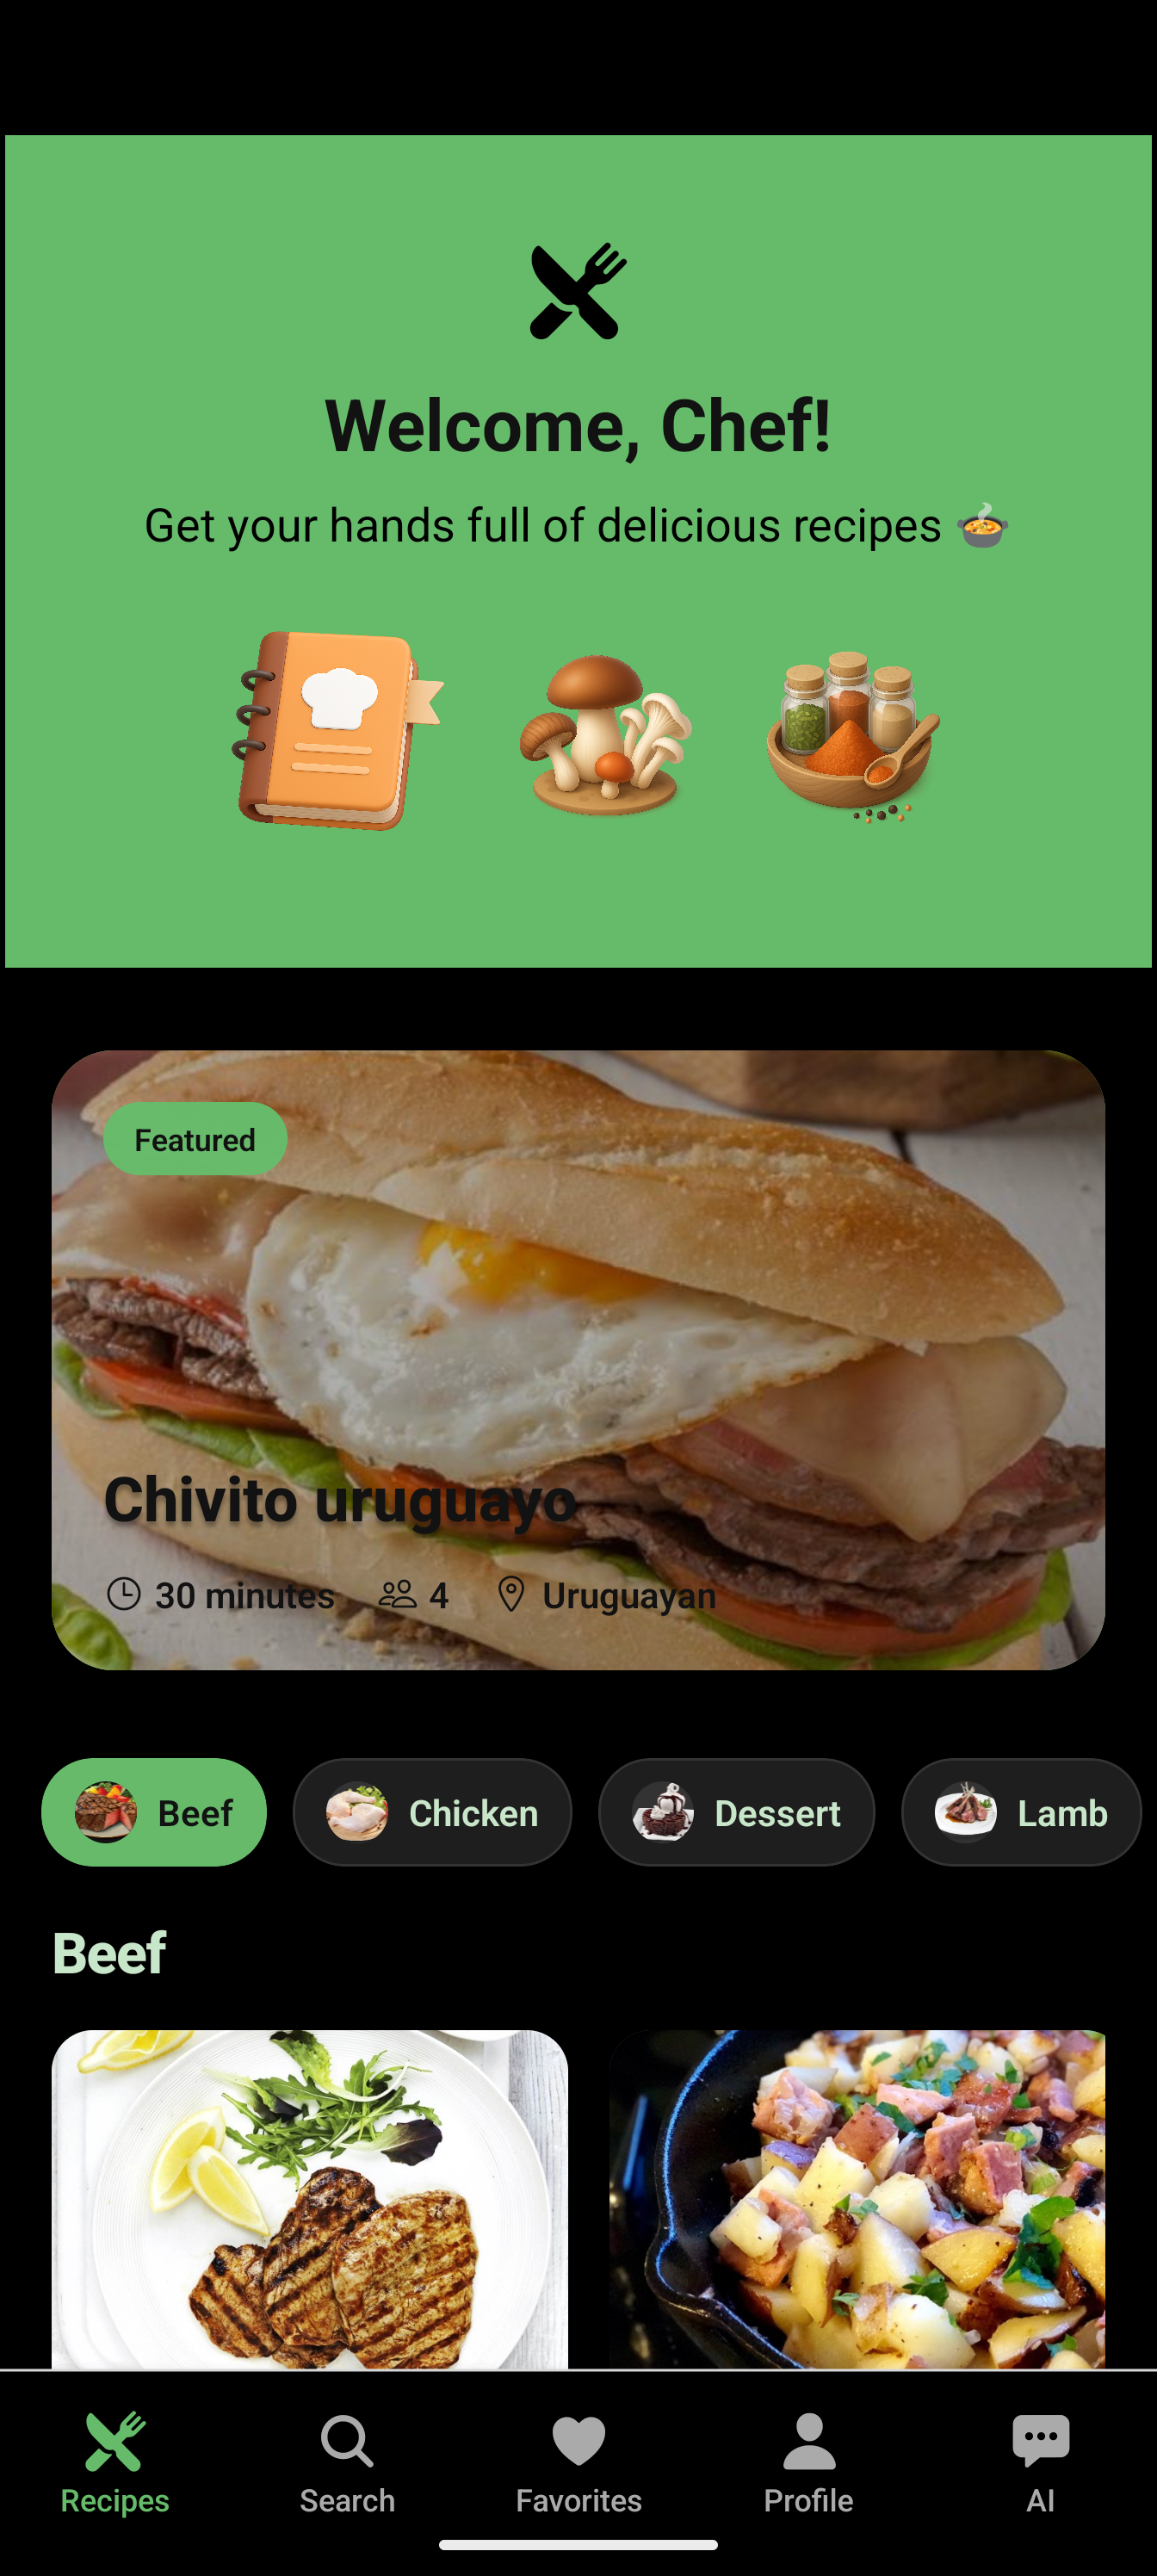 Welcome, Chef!
Get your hands full of delicious recipes 🍲
Featured
Chivito uruguayo
30 minutes 4 Uruguayan
Beef Chicken Dessert Lamb
Beef
Recipes Search Favorites Profile AI